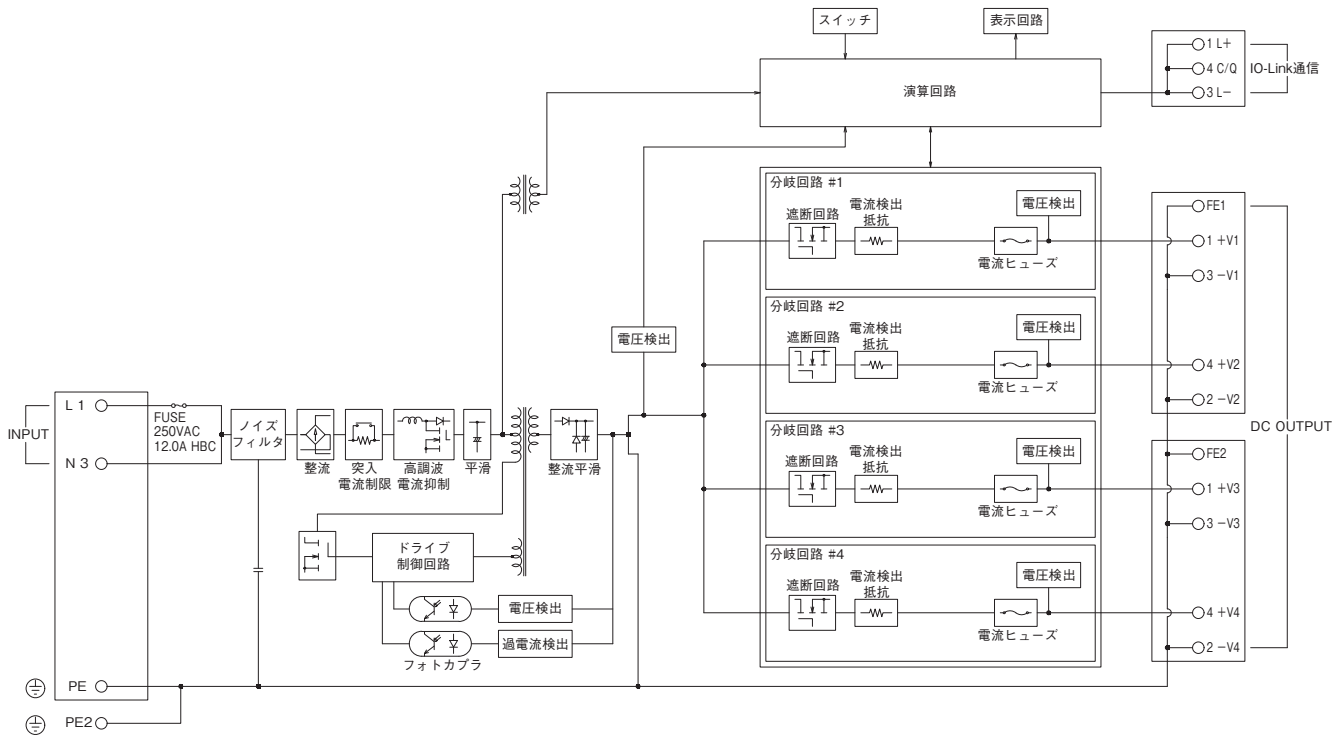 スイッチ
表示回路
演算回路
1 L+
4 C/Q
3 L−
IO-Link通信
分岐回路 #1
遮断回路
電流検出
抵抗
電流ヒューズ
電圧検出
分岐回路 #2
遮断回路
電流検出
抵抗
電流ヒューズ
電圧検出
分岐回路 #3
遮断回路
電流検出
抵抗
電流ヒューズ
電圧検出
分岐回路 #4
遮断回路
電流検出
抵抗
電流ヒューズ
電圧検出
FE1
1 +V1
3 −V1
4 +V2
2 −V2
FE2
1 +V3
3 −V3
4 +V4
2 −V4
DC OUTPUT
電圧検出
INPUT
L 1
N 3
FUSE
250VAC
12.0A HBC
ノイズ
フィルタ
整流
突入
電流制限
高調波
電流抑制
平滑
整流平滑
ドライブ
制御回路
電圧検出
過電流検出
フォトカプラ
PE
PE2